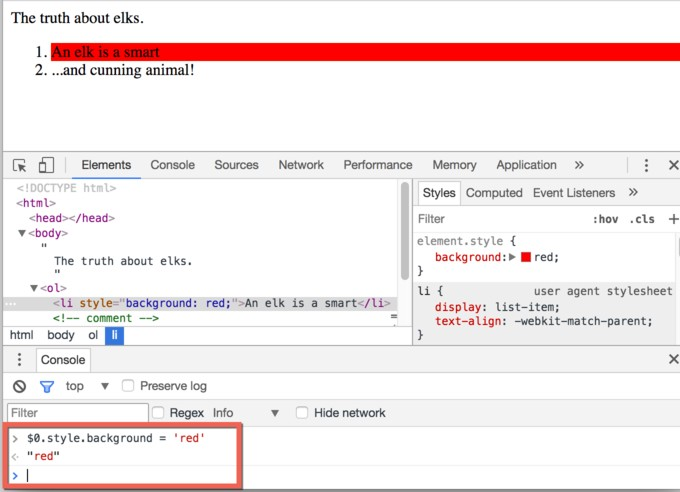 The truth about elks.
1. An elk is a smart
2. ...and cunning animal!
Elements Console Sources Network Performance Memory Application »
<!DOCTYPE html>
<html>
<head></head>
▼<body>
"
The truth about elks.
"
▼<ol>
<li style="background: red;">An elk is a smart</li>
<!-- comment -->
html body ol li
Styles Computed Event Listeners »
Filter :hov .cls +
element.style {
background:▶ red;
}
li { user agent stylesheet
display: list-item;
text-align: -webkit-match-parent;
}
Console
top ▼ Preserve log
Filter Regex Info ▼ Hide network
> $0.style.background = 'red'
"red"
>